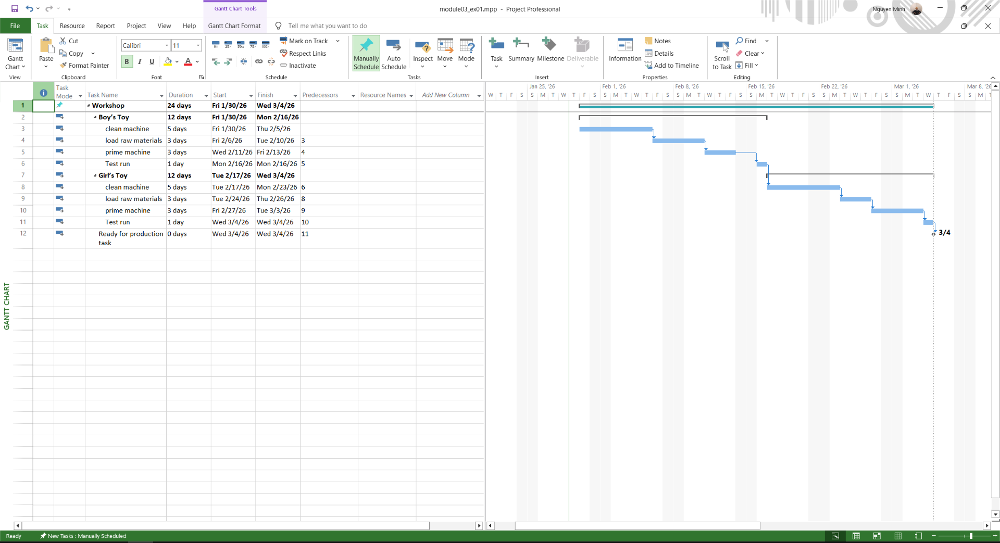 Gantt Chart Tools
module03_ex01.mpp - Project Professional
Nguyen Minh
File Task Resource Report Project View Help Gantt Chart Format Tell me what you want to do
Gantt Chart
View
Paste
Cut
Copy
Format Painter
Clipboard
Calibri 11
B I U A
Font
0% 25% 50% 75% 100%
Mark on Track
Respect Links
Inactivate
Schedule
Manually Schedule
Auto Schedule
Inspect
Move
Mode
Tasks
Task
Summary
Milestone
Deliverable
Insert
Information
Notes
Details
Add to Timeline
Properties
Scroll to Task
Find
Clear
Fill
Editing
Task Mode Task Name Duration Start Finish Predecessors Resource Names Add New Column
1 Workshop 24 days Fri 1/30/26 Wed 3/4/26
2 Boy’s Toy 12 days Fri 1/30/26 Mon 2/16/26
3 clean machine 5 days Fri 1/30/26 Thu 2/5/26
4 load raw materials 3 days Fri 2/6/26 Tue 2/10/26 3
5 prime machine 3 days Wed 2/11/26 Fri 2/13/26 4
6 Test run 1 day Mon 2/16/26 Mon 2/16/26 5
7 Girl’s Toy 12 days Tue 2/17/26 Wed 3/4/26
8 clean machine 5 days Tue 2/17/26 Mon 2/23/26 6
9 load raw materials 3 days Tue 2/24/26 Thu 2/26/26 8
10 prime machine 3 days Fri 2/27/26 Tue 3/3/26 9
11 Test run 1 day Wed 3/4/26 Wed 3/4/26 10
12 Ready for production task 0 days Wed 3/4/26 Wed 3/4/26 11
Jan 25, '26 Feb 1, '26 Feb 8, '26 Feb 15, '26 Feb 22, '26 Mar 1, '26 Mar 8, '26
W T F S S M T W T F S S M T W T F S S M T W T F S S M T W T F S S M T W T F S S M T W T F S S M T
3/4
GANTT CHART
Ready New Tasks : Manually Scheduled